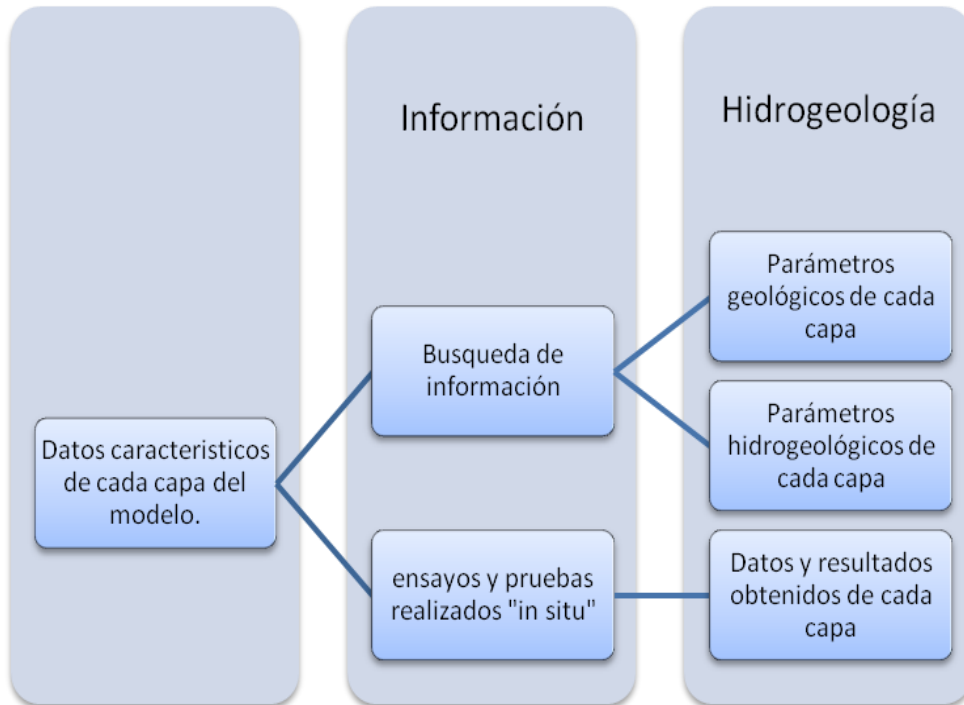 Información
Hidrogeología
Datos caracteristicos
de cada capa del
modelo.
Busqueda de
información
ensayos y pruebas
realizados "in situ"
Parámetros
geológicos de cada
capa
Parámetros
hidrogeológicos de
cada capa
Datos y resultados
obtenidos de cada
capa